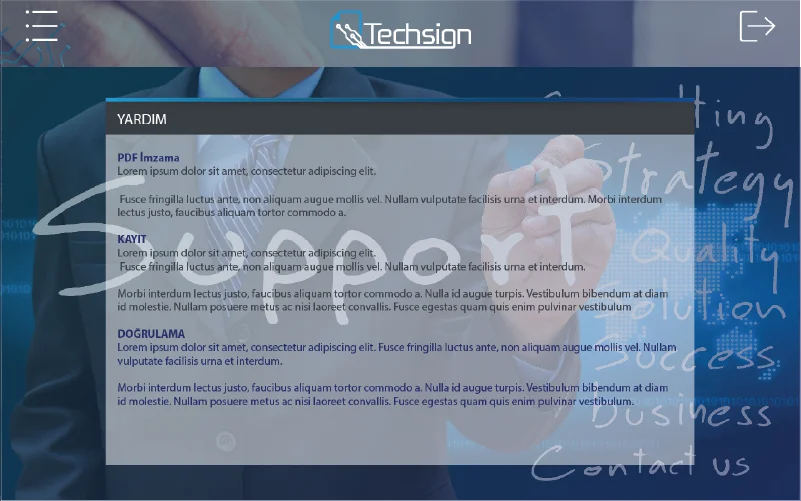 Techsign
YARDIM
PDF İmzama
Lorem ipsum dolor sit amet, consectetur adipiscing elit.
Fusce fringilla luctus ante, non aliquam augue mollis vel. Nullam vulputate facilisis urna et interdum. Morbi interdum
lectus justo, faucibus aliquam tortor commodo a.
KAYIT
Lorem ipsum dolor sit amet, consectetur adipiscing elit.
Fusce fringilla luctus ante, non aliquam augue mollis vel. Nullam vulputate facilisis urna et interdum.
Morbi interdum lectus justo, faucibus aliquam tortor commodo a. Nulla id augue turpis. Vestibulum bibendum at diam
id molestie. Nullam posuere metus ac nisi laoreet convallis. Fusce egestas quam quis enim pulvinar vestibulum
DOĞRULAMA
Lorem ipsum dolor sit amet, consectetur adipiscing elit. Fusce fringilla luctus ante, non aliquam augue mollis vel. Nullam
vulputate facilisis urna et interdum.
Morbi interdum lectus justo, faucibus aliquam tortor commodo a. Nulla id augue turpis. Vestibulum bibendum at diam
id molestie. Nullam posuere metus ac nisi laoreet convallis. Fusce egestas quam quis enim pulvinar vestibulum.
Support
Strategy
Quality
Solution
Success
Business
Contact us